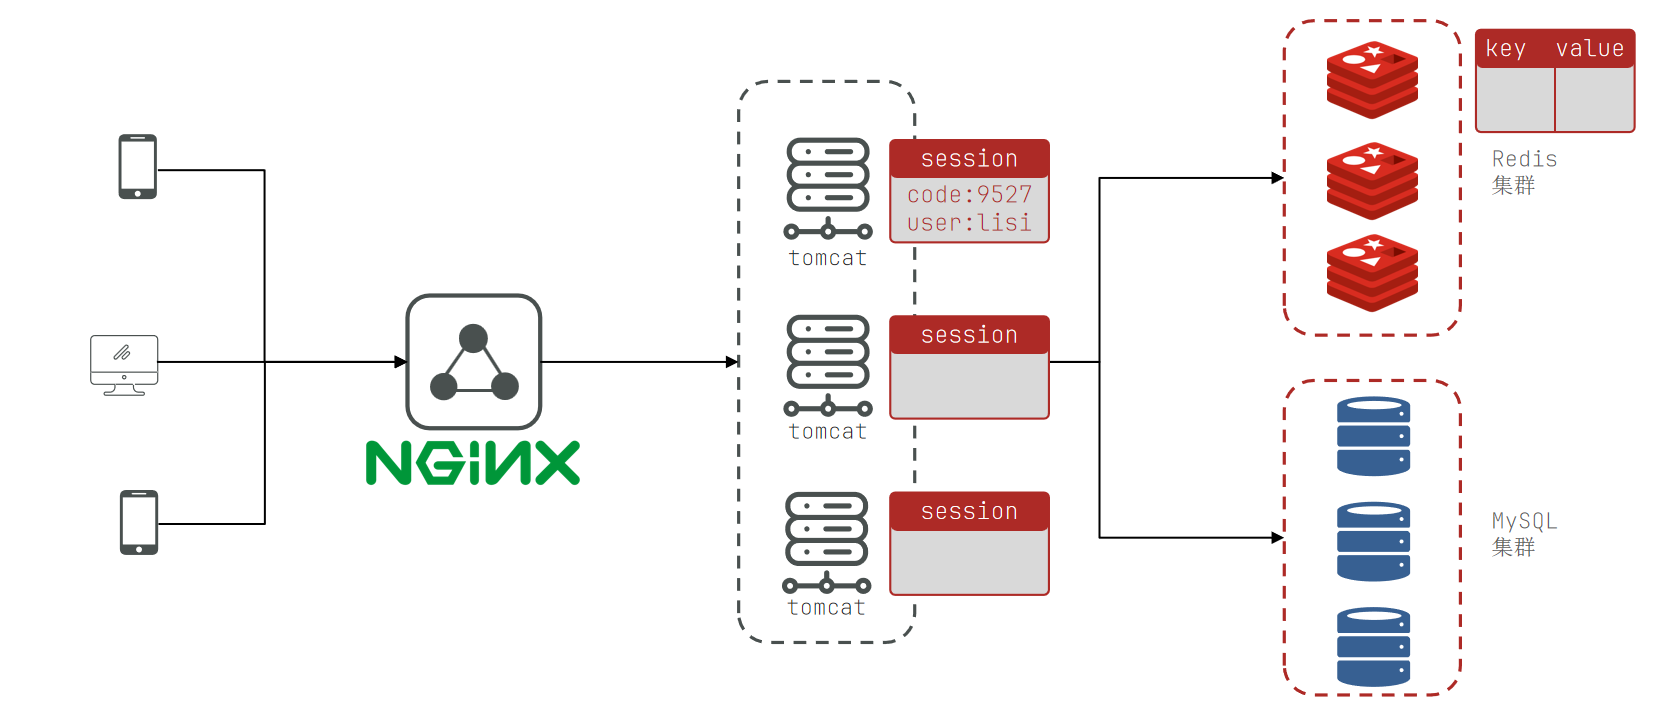 NGINX
session
code:9527
user:lisi
tomcat
session
tomcat
session
tomcat
key value
Redis
集群
MySQL
集群